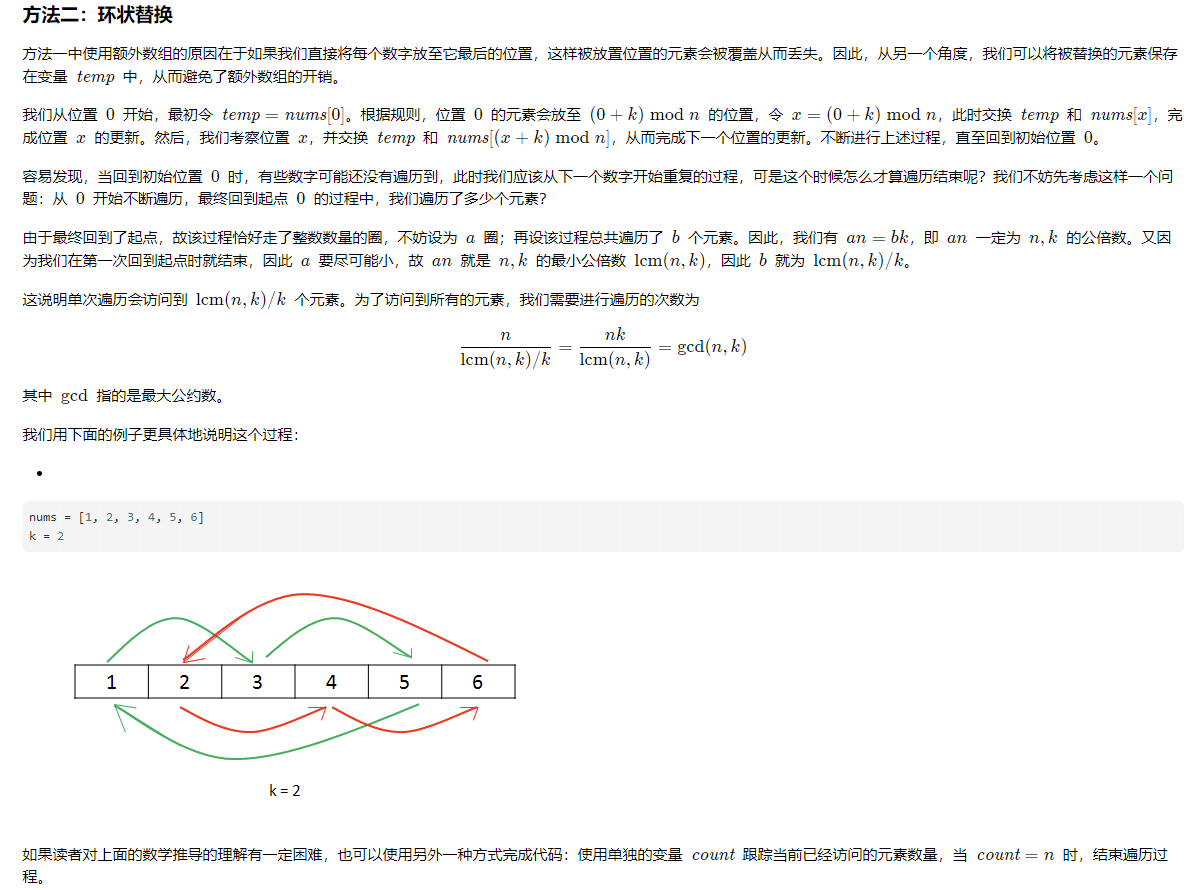 方法二：环状替换
方法一中使用额外数组的原因在于如果我们直接将每个数字放至它最后的位置，这样被放置位置的元素会被覆盖从而丢失。因此，从另一个角度，我们可以将被替换的元素保存
在变量 temp 中，从而避免了额外数组的开销。
我们从位置 0 开始，最初令 temp = nums[0]。根据规则，位置 0 的元素会放至 (0 + k) mod n 的位置，令 x = (0 + k) mod n，此时交换 temp 和 nums[x]，完
成位置 x 的更新。然后，我们考察位置 x，并交换 temp 和 nums[(x + k) mod n]，从而完成下一个位置的更新。不断进行上述过程，直至回到初始位置 0。
容易发现，当回到初始位置 0 时，有些数字可能还没有遍历到，此时我们应该从下一个数字开始重复的过程，可是这个时候怎么才算遍历结束呢？我们不妨先考虑这样一个问
题：从 0 开始不断遍历，最终回到起点 0 的过程中，我们遍历了多少个元素？
由于最终回到了起点，故该过程恰好走了整数数量的圈，不妨设为 a 圈；再设该过程总共遍历了 b 个元素。因此，我们有 an = bk，即 an 一定为 n, k 的公倍数。又因
为我们在第一次回到起点时就结束，因此 a 要尽可能小，故 an 就是 n, k 的最小公倍数 lcm(n, k)，因此 b 就为 lcm(n, k)/k。
这说明单次遍历会访问到 lcm(n, k)/k 个元素。为了访问到所有的元素，我们需要进行遍历的次数为
n / (lcm(n, k)/k) = nk / lcm(n, k) = gcd(n, k)
其中 gcd 指的是最大公约数。
我们用下面的例子更具体地说明这个过程：
nums = [1, 2, 3, 4, 5, 6]
k = 2
1 2 3 4 5 6
k = 2
如果读者对上面的数学推导的理解有一定困难，也可以使用另外一种方式完成代码：使用单独的变量 count 跟踪当前已经访问的元素数量，当 count = n 时，结束遍历过
程。